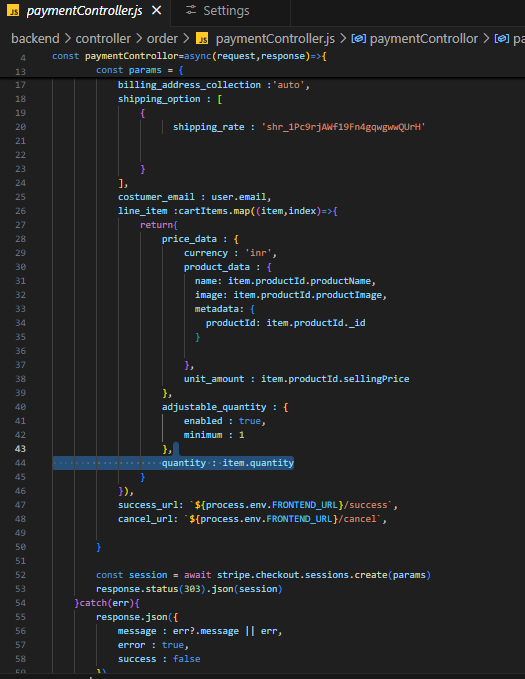 JS paymentController.js × Settings
backend > controller > order > JS paymentController.js > paymentControllor >
4 const paymentControllor=async(request,response)=>{
13 const params = {
17 billing_address_collection :'auto',
18 shipping_option : [
19 {
20 shipping_rate : 'shr_1Pc9rjAWf19Fn4gqwgwwQUrH'
21
22
23 }
24 ],
25 costumer_email : user.email,
26 line_item :cartItems.map((item,index)=>{
27 return{
28 price_data : {
29 currency : 'inr',
30 product_data : {
31 name: item.productId.productName,
32 image: item.productId.productImage,
33 metadata: {
34 productId: item.productId._id
35 }
36
37 },
38 unit_amount : item.productId.sellingPrice
39 },
40 adjustable_quantity : {
41 enabled : true,
42 minimum : 1
43 },
44 quantity : item.quantity
45 }
46 }),
47 success_url: `${process.env.FRONTEND_URL}/success`,
48 cancel_url: `${process.env.FRONTEND_URL}/cancel`,
49
50 }
51
52 const session = await stripe.checkout.sessions.create(params)
53 response.status(303).json(session)
54 }catch(err){
55 response.json({
56 message : err?.message || err,
57 error : true,
58 success : false
59 })